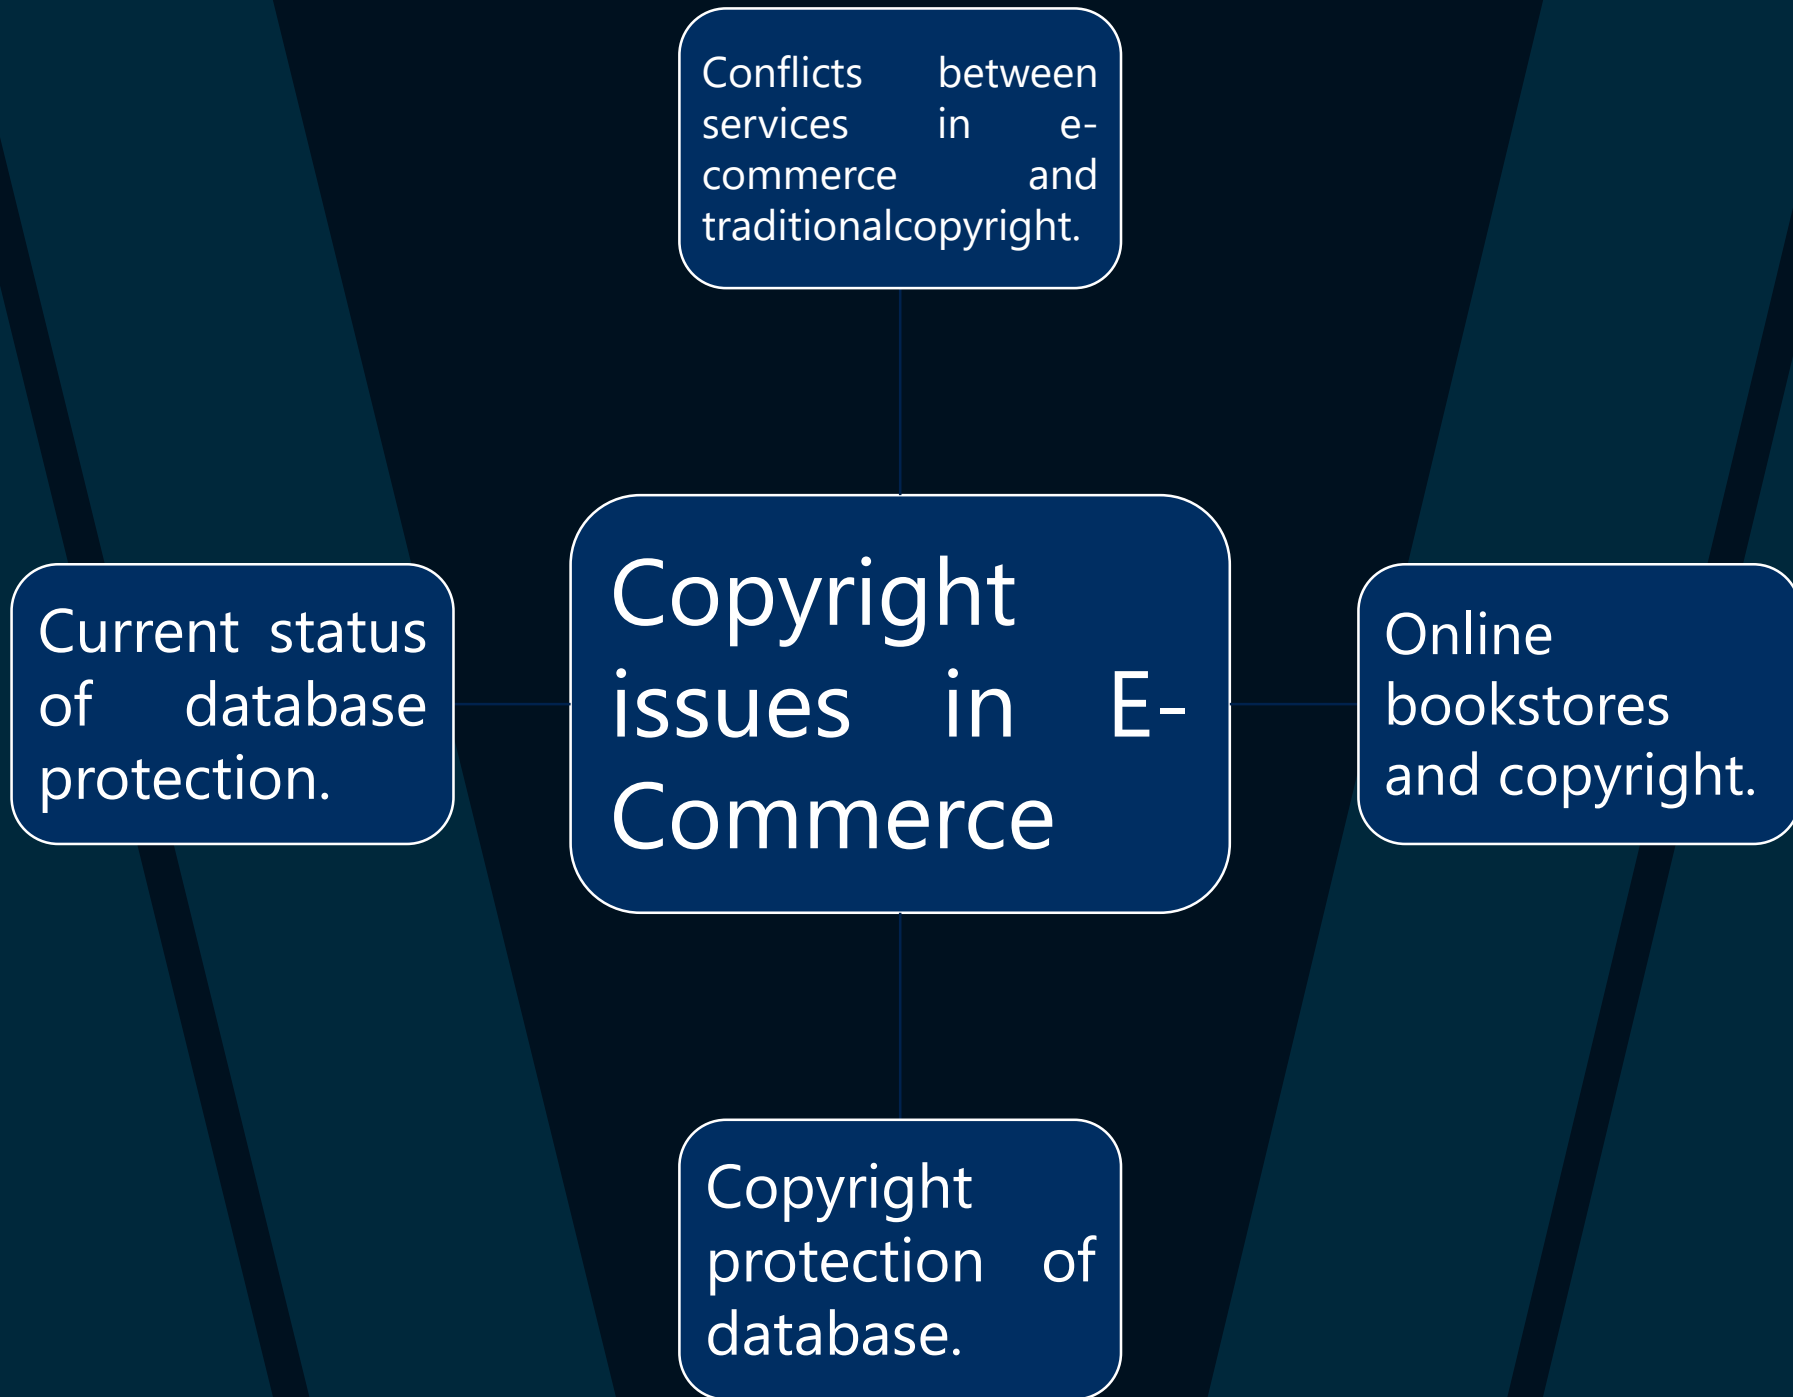 Conflicts between
services in e-
commerce and
traditionalcopyright.
Copyright
issues in E-
Commerce
Current status
of database
protection.
Online
bookstores
and copyright.
Copyright
protection of
database.